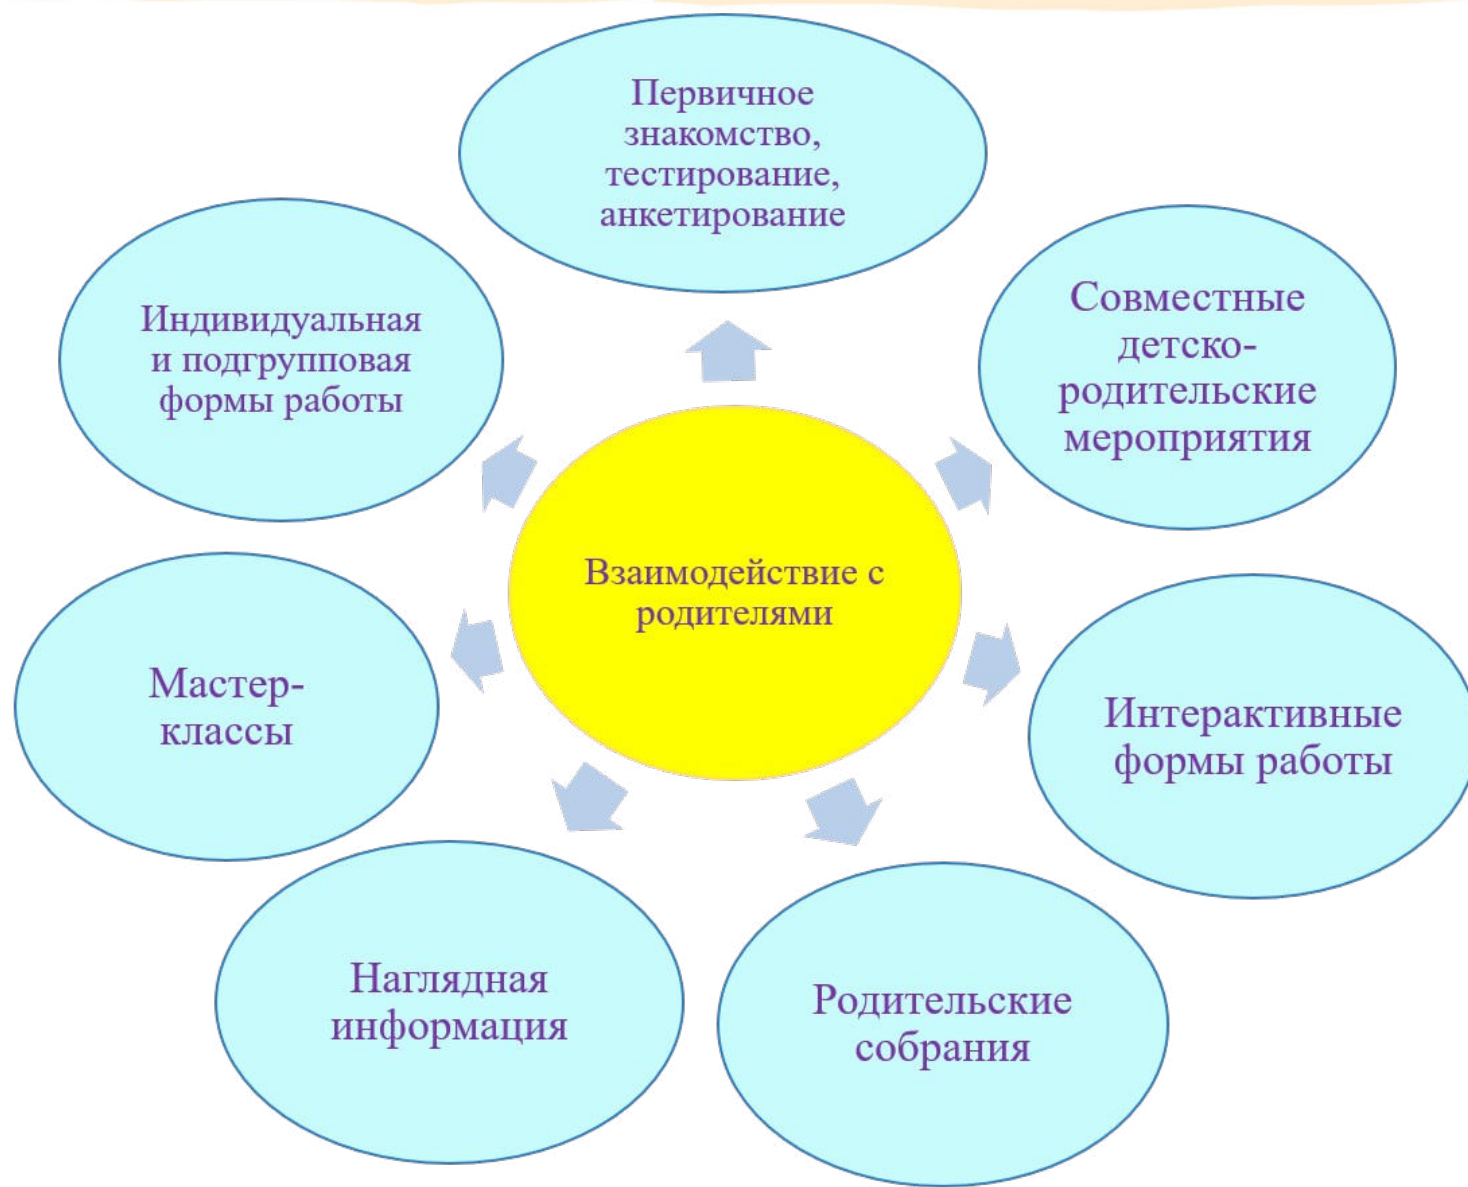 Первичное
знакомство,
тестирование,
анкетирование
Совместные
детско-
родительские
мероприятия
Интерактивные
формы работы
Родительские
собрания
Наглядная
информация
Мастер-
классы
Индивидуальная
и подгрупповая
формы работы
Взаимодействие с
родителями